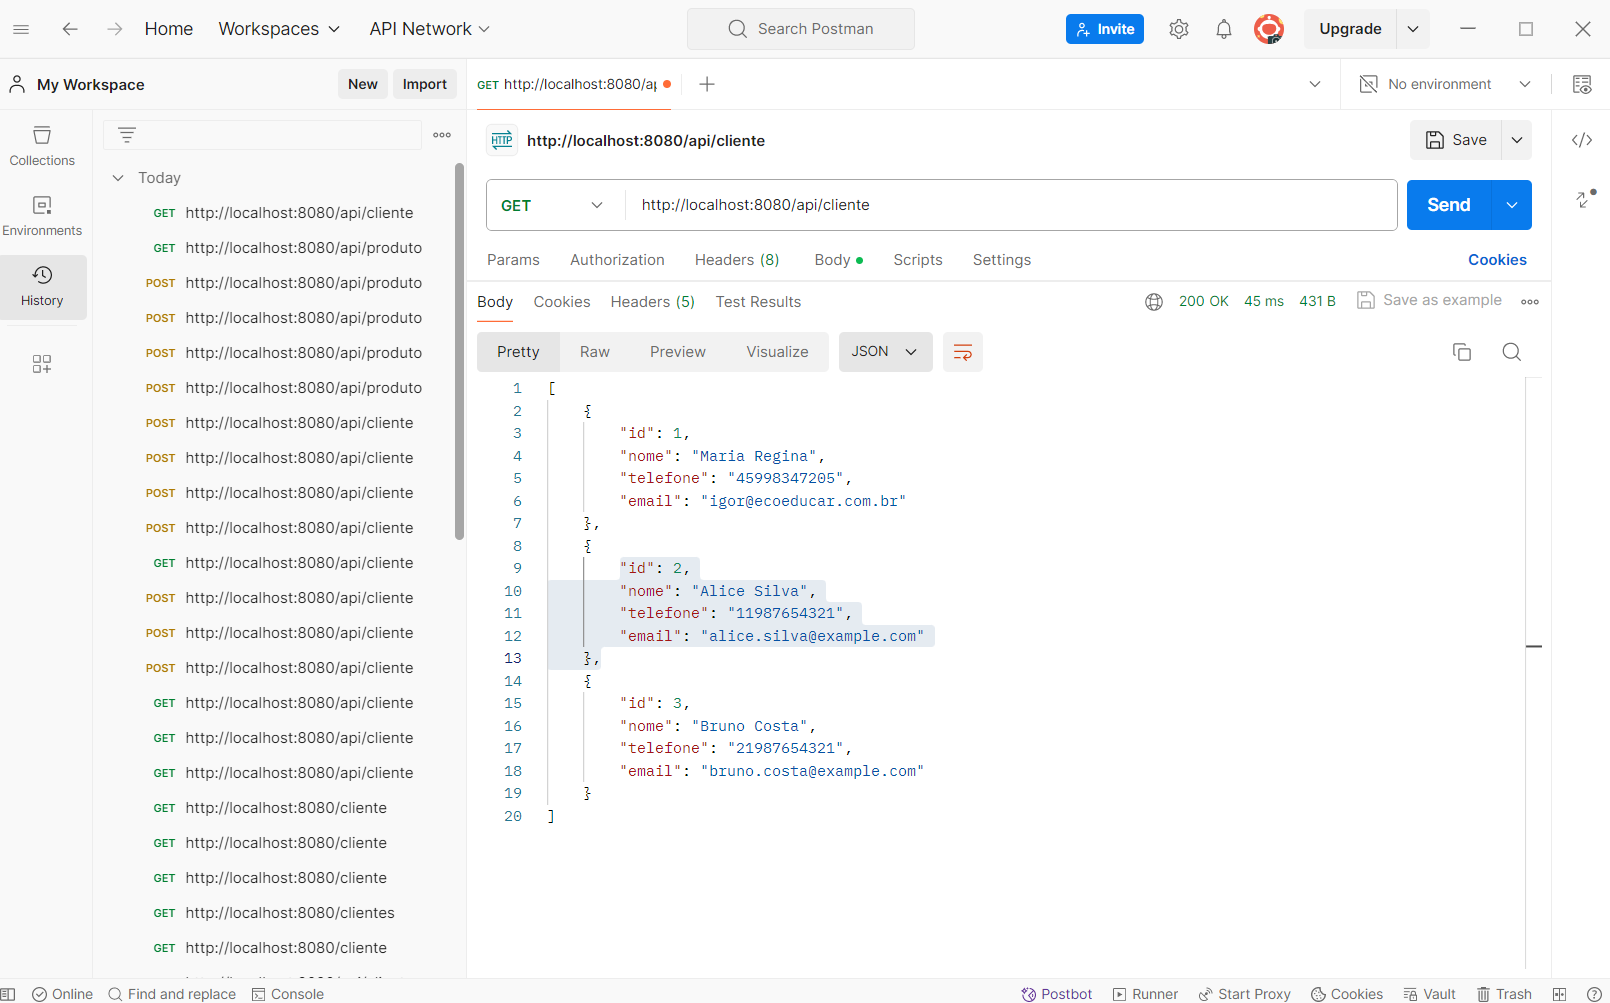 Home Workspaces API Network Search Postman Invite Upgrade
My Workspace New Import GET http://localhost:8080/ap No environment
Collections
Environments
History
Today
GET http://localhost:8080/api/cliente
GET http://localhost:8080/api/produto
POST http://localhost:8080/api/produto
POST http://localhost:8080/api/produto
POST http://localhost:8080/api/produto
POST http://localhost:8080/api/produto
POST http://localhost:8080/api/cliente
POST http://localhost:8080/api/cliente
POST http://localhost:8080/api/cliente
POST http://localhost:8080/api/cliente
GET http://localhost:8080/api/cliente
POST http://localhost:8080/api/cliente
POST http://localhost:8080/api/cliente
POST http://localhost:8080/api/cliente
GET http://localhost:8080/api/cliente
GET http://localhost:8080/api/cliente
GET http://localhost:8080/api/cliente
GET http://localhost:8080/cliente
GET http://localhost:8080/cliente
GET http://localhost:8080/cliente
GET http://localhost:8080/clientes
GET http://localhost:8080/cliente
HTTP http://localhost:8080/api/cliente Save
GET http://localhost:8080/api/cliente Send
Params Authorization Headers (8) Body Scripts Settings Cookies
Body Cookies Headers (5) Test Results 200 OK 45 ms 431 B Save as example
Pretty Raw Preview Visualize JSON
1 [
2 {
3 "id": 1,
4 "nome": "Maria Regina",
5 "telefone": "45998347205",
6 "email": "igor@ecoeducar.com.br"
7 },
8 {
9 "id": 2,
10 "nome": "Alice Silva",
11 "telefone": "11987654321",
12 "email": "alice.silva@example.com"
13 },
14 {
15 "id": 3,
16 "nome": "Bruno Costa",
17 "telefone": "21987654321",
18 "email": "bruno.costa@example.com"
19 }
20 ]
Online Find and replace Console Postbot Runner Start Proxy Cookies Vault Trash